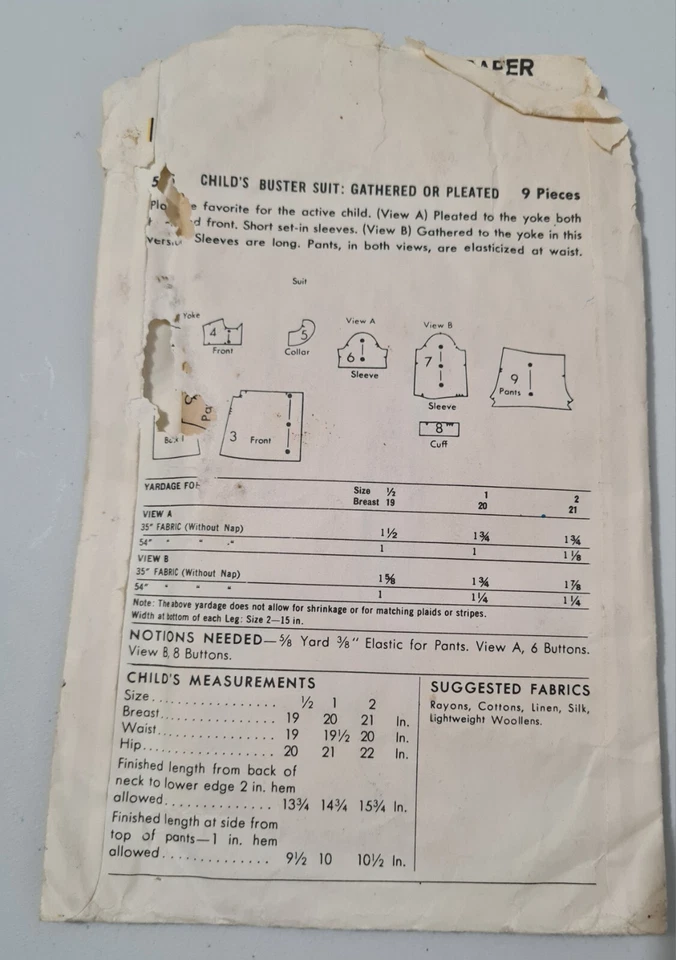 CHILD'S BUSTER SUIT: GATHERED OR PLEATED 9 Pieces
favorite for the active child. (View A) Pleated to the yoke both
front. Short set-in sleeves. (View B) Gathered to the yoke in this
Sleeves are long. Pants, in both views, are elasticized at waist.
Suit
Yoke
4
Front
5
Collar
View A
6
Sleeve
View B
7
Sleeve
8
Cuff
9
Pants
3 Front
YARDAGE FOR
Size ½ 1 2
Breast 19 20 21
VIEW A
35" FABRIC (Without Nap) 1½ 1¾ 1¾
54" " " " 1 1 1⅛
VIEW B
35" FABRIC (Without Nap) 1⅝ 1¾ 1⅞
54" " " " 1 1¼ 1¼
Note: The above yardage does not allow for shrinkage or for matching plaids or stripes.
Width at bottom of each Leg: Size 2—15 in.
NOTIONS NEEDED—⅝ Yard ⅜" Elastic for Pants. View A, 6 Buttons.
View B, 8 Buttons.
CHILD'S MEASUREMENTS
Size................ ½ 1 2
Breast.............. 19 20 21 In.
Waist............... 19 19½ 20 In.
Hip................. 20 21 22 In.
Finished length from back of
neck to lower edge 2 in. hem
allowed.............. 13¾ 14¾ 15¾ In.
Finished length at side from
top of pants—1 in. hem
allowed.............. 9½ 10 10½ In.
SUGGESTED FABRICS
Rayons, Cottons, Linen, Silk,
Lightweight Woollens.